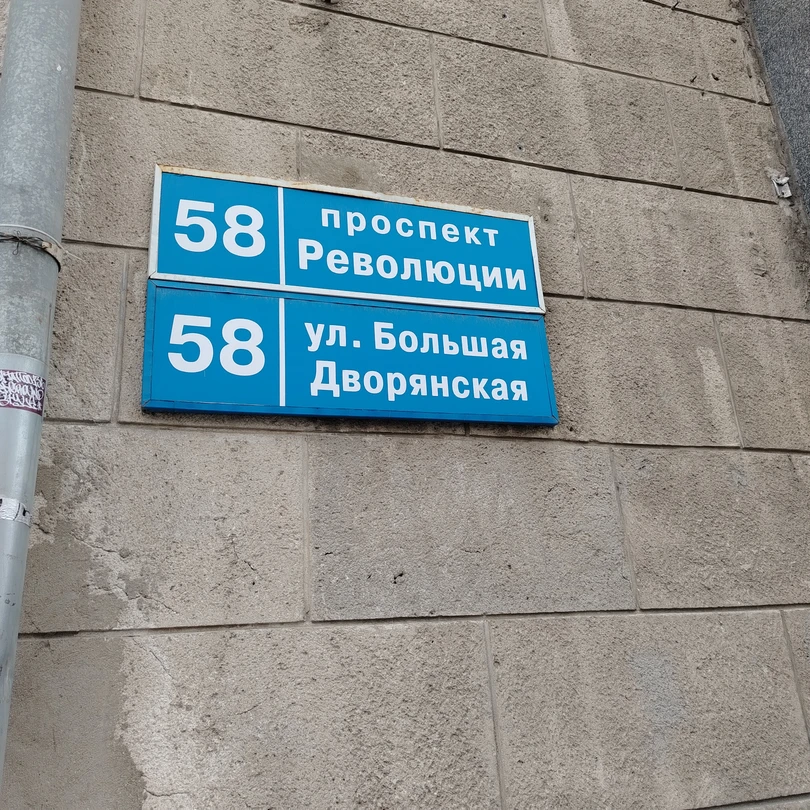 58
проспект
Революции
58
ул. Большая
Дворянская